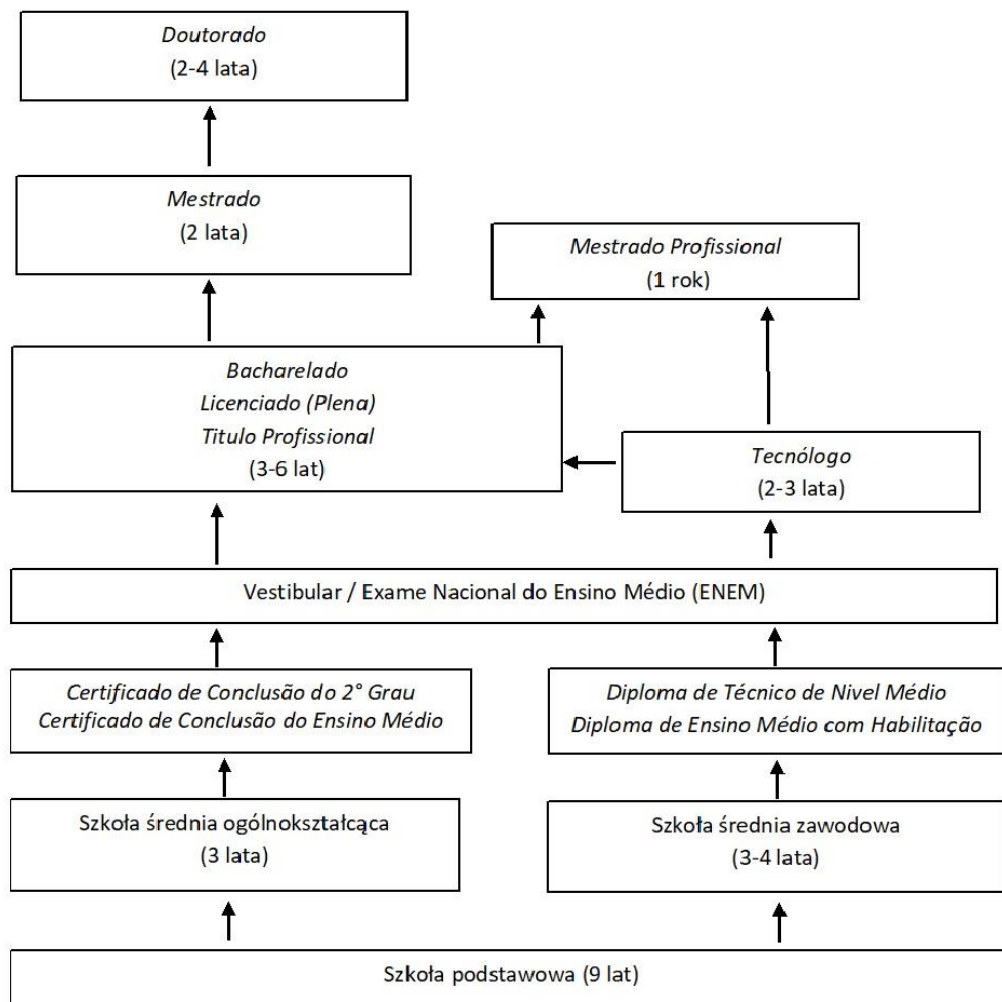 Doutorado
(2-4 lata)
Mestrado
(2 lata)
Mestrado Profissional
(1 rok)
Bacharelado
Licenciado (Plena)
Titulo Profissional
(3-6 lat)
Tecnólogo
(2-3 lata)
Vestibular / Exame Nacional do Ensino Médio (ENEM)
Certificado de Conclusão do 2° Grau
Certificado de Conclusão do Ensino Médio
Diploma de Técnico de Nivel Médio
Diploma de Ensino Médio com Habilitação
Szkoła średnia ogólnokształcąca
(3 lata)
Szkoła średnia zawodowa
(3-4 lata)
Szkoła podstawowa (9 lat)